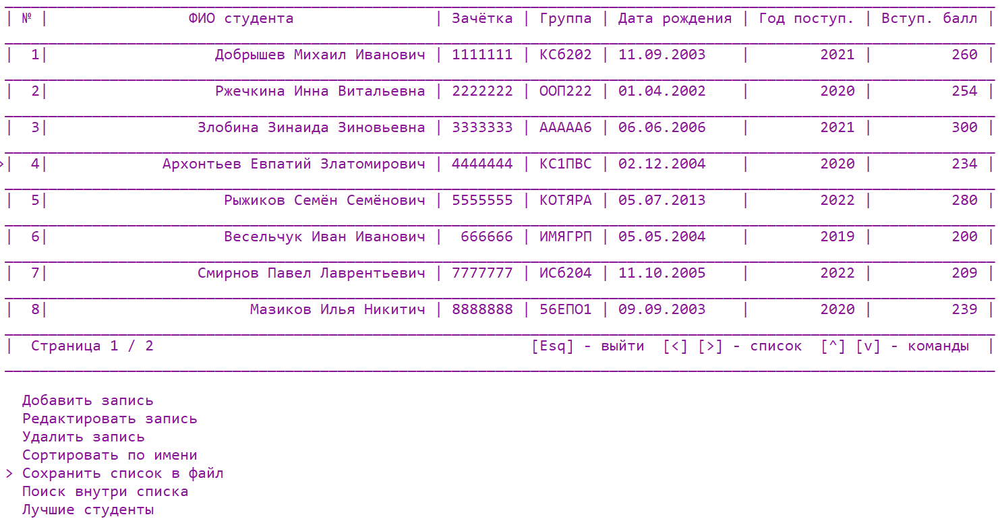 | № | ФИО студента | Зачётка | Группа | Дата рождения | Год поступ. | Вступ. балл |
| 1| Добрышев Михаил Иванович | 1111111 | КСб202 | 11.09.2003 | 2021 | 260 |
| 2| Ржечкина Инна Витальевна | 2222222 | ООП222 | 01.04.2002 | 2020 | 254 |
| 3| Злобина Зинаида Зиновьевна | 3333333 | ААААА6 | 06.06.2006 | 2021 | 300 |
>| 4| Архонтьев Евпатий Златомирович | 4444444 | КС1ПВС | 02.12.2004 | 2020 | 234 |
| 5| Рыжиков Семён Семёнович | 5555555 | КОТЯРА | 05.07.2013 | 2022 | 280 |
| 6| Весельчук Иван Иванович | 666666 | ИМЯГРП | 05.05.2004 | 2019 | 200 |
| 7| Смирнов Павел Лаврентьевич | 7777777 | ИСб204 | 11.10.2005 | 2022 | 209 |
| 8| Мазиков Илья Никитич | 8888888 | 56ЕПО1 | 09.09.2003 | 2020 | 239 |
| Страница 1 / 2 [Esq] - выйти [<] [>] - список [^] [v] - команды |
Добавить запись
Редактировать запись
Удалить запись
Сортировать по имени
> Сохранить список в файл
Поиск внутри списка
Лучшие студенты